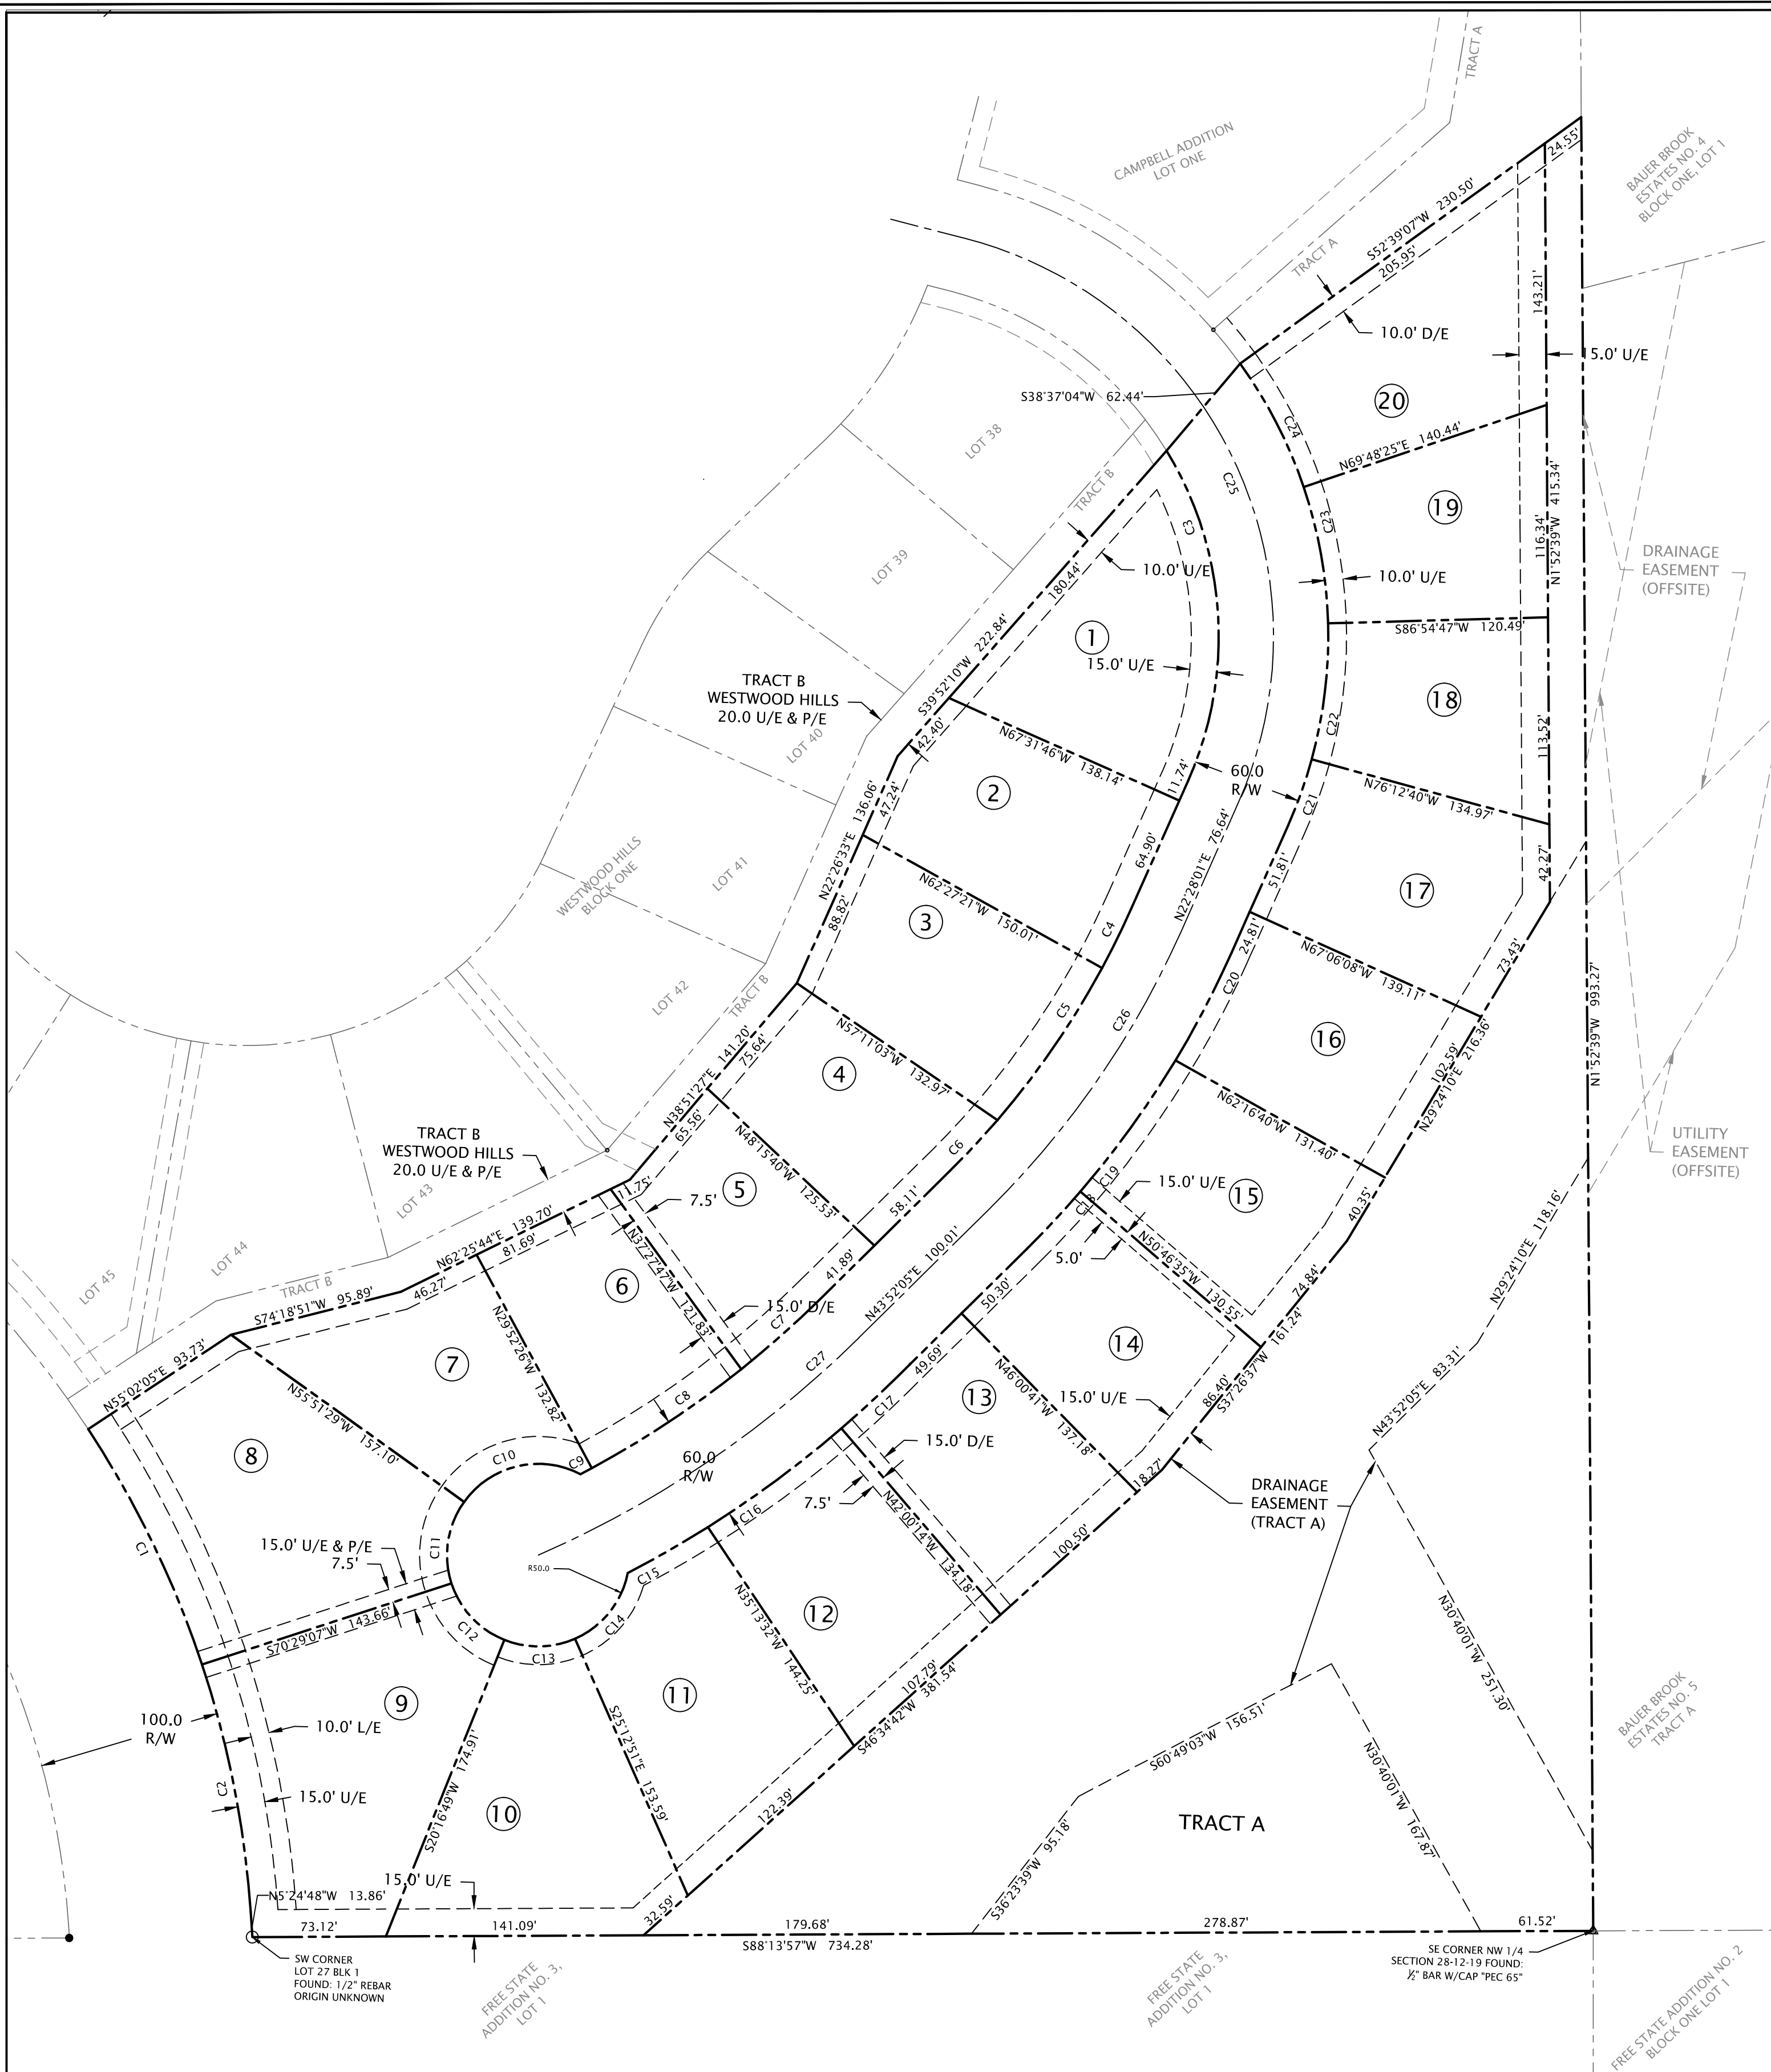 TRACT A
CAMPBELL ADDITION
LOT ONE
BAUER BROOK
ESTATES NO. 4
BLOCK ONE, LOT 1
24.55'
S52°39'07"W 230.50'
205.95'
TRACT A
10.0' D/E
143.21'
15.0' U/E
S38°37'04"W 62.44'
20
C24
N69°48'25"E 140.44'
LOT 38
TRACT B
C25
C3
19
C23
116.34'
N1°52'39"W 415.34'
DRAINAGE
EASEMENT
(OFFSITE)
LOT 39
180.44'
10.0' U/E
10.0' U/E
1
15.0' U/E
S86°54'47"W 120.49'
S39°52'10"W 222.84'
TRACT B
WESTWOOD HILLS
20.0 U/E & P/E
LOT 40
42.40'
N67°31'46"W 138.14'
18
C22
113.52'
11.74'
60.0
R/W
N76°12'40"W 134.97'
C21
2
47.24'
N22°26'33"E 136.06'
88.82'
64.90'
N22°28'01"E 76.64'
51.81'
42.27'
17
WESTWOOD HILLS
BLOCK ONE
LOT 41
N62°27'21"W 150.01'
3
C4
24.81'
N67°06'08"W 139.11'
73.43'
LOT 42
TRACT B
C20
C5
C26
N57°11'03"W 132.97'
141.20'
75.64'
N38°51'27"E
4
16
102.59'
N29°24'10"E 216.36'
N1°52'39"W 993.27'
N62°16'40"W 131.40'
65.56'
N48°15'40"W 125.53'
C6
TRACT B
WESTWOOD HILLS
20.0 U/E & P/E
UTILITY
EASEMENT
(OFFSITE)
LOT 43
11.75'
5
7.5'
58.11'
C18
C19
15.0' U/E
15
40.35'
5.0'
N50°46'35"W 130.55'
N62°25'44"E 139.70'
81.69'
N37°27'47"W 121.83'
41.89'
N43°52'05"E 100.01'
LOT 44
LOT 45
TRACT B
S74°18'51"W 95.89'
46.27'
6
15.0' D/E
C7
50.30'
74.84'
S37°26'37"W 161.24'
N29°24'10"E 118.16'
N55°02'05"E 93.73'
N55°51'29"W 157.10'
7
N29°52'26"W 132.82'
C8
C27
49.69'
14
N46°00'41"W 137.18'
13
15.0' U/E
86.40'
N43°52'05"E 83.31'
C17
15.0' D/E
8
C10
C9
60.0
R/W
7.5'
N42°00'14"W 134.18'
18.27'
DRAINAGE
EASEMENT
(TRACT A)
C1
15.0' U/E & P/E
7.5'
C11
R50.0
C16
C15
100.50'
S70°29'07"W 143.66'
C12
C14
C13
N35°13'32"W 144.25'
12
N30°40'01"W 251.30'
9
11
107.79'
S46°34'42"W 381.54'
100.0
R/W
10.0' L/E
S20°16'49"W 174.91'
S25°12'51"E 153.59'
S60°49'03"W 156.51'
BAUER BROOK
ESTATES NO. 5
TRACT A
N30°40'01"W 167.87'
C2
15.0' U/E
10
122.39'
S36°23'39"W 95.18'
TRACT A
15.0' U/E
N5°24'48"W 13.86'
32.59'
73.12'
141.09'
179.68'
278.87'
61.52'
S88°13'57"W 734.28'
SW CORNER
LOT 27 BLK 1
FOUND: 1/2" REBAR
ORIGIN UNKNOWN
FREE STATE
ADDITION NO. 3,
LOT 1
FREE STATE
ADDITION NO. 3,
LOT 1
SE CORNER NW 1/4
SECTION 28-12-19 FOUND:
½" BAR W/CAP "PEC 65"
FREE STATE ADDITION NO. 2
BLOCK ONE LOT 1